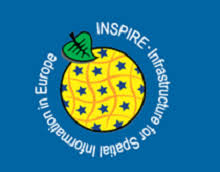 INSPIRE - Infrastructure for Spatial Information in Europe